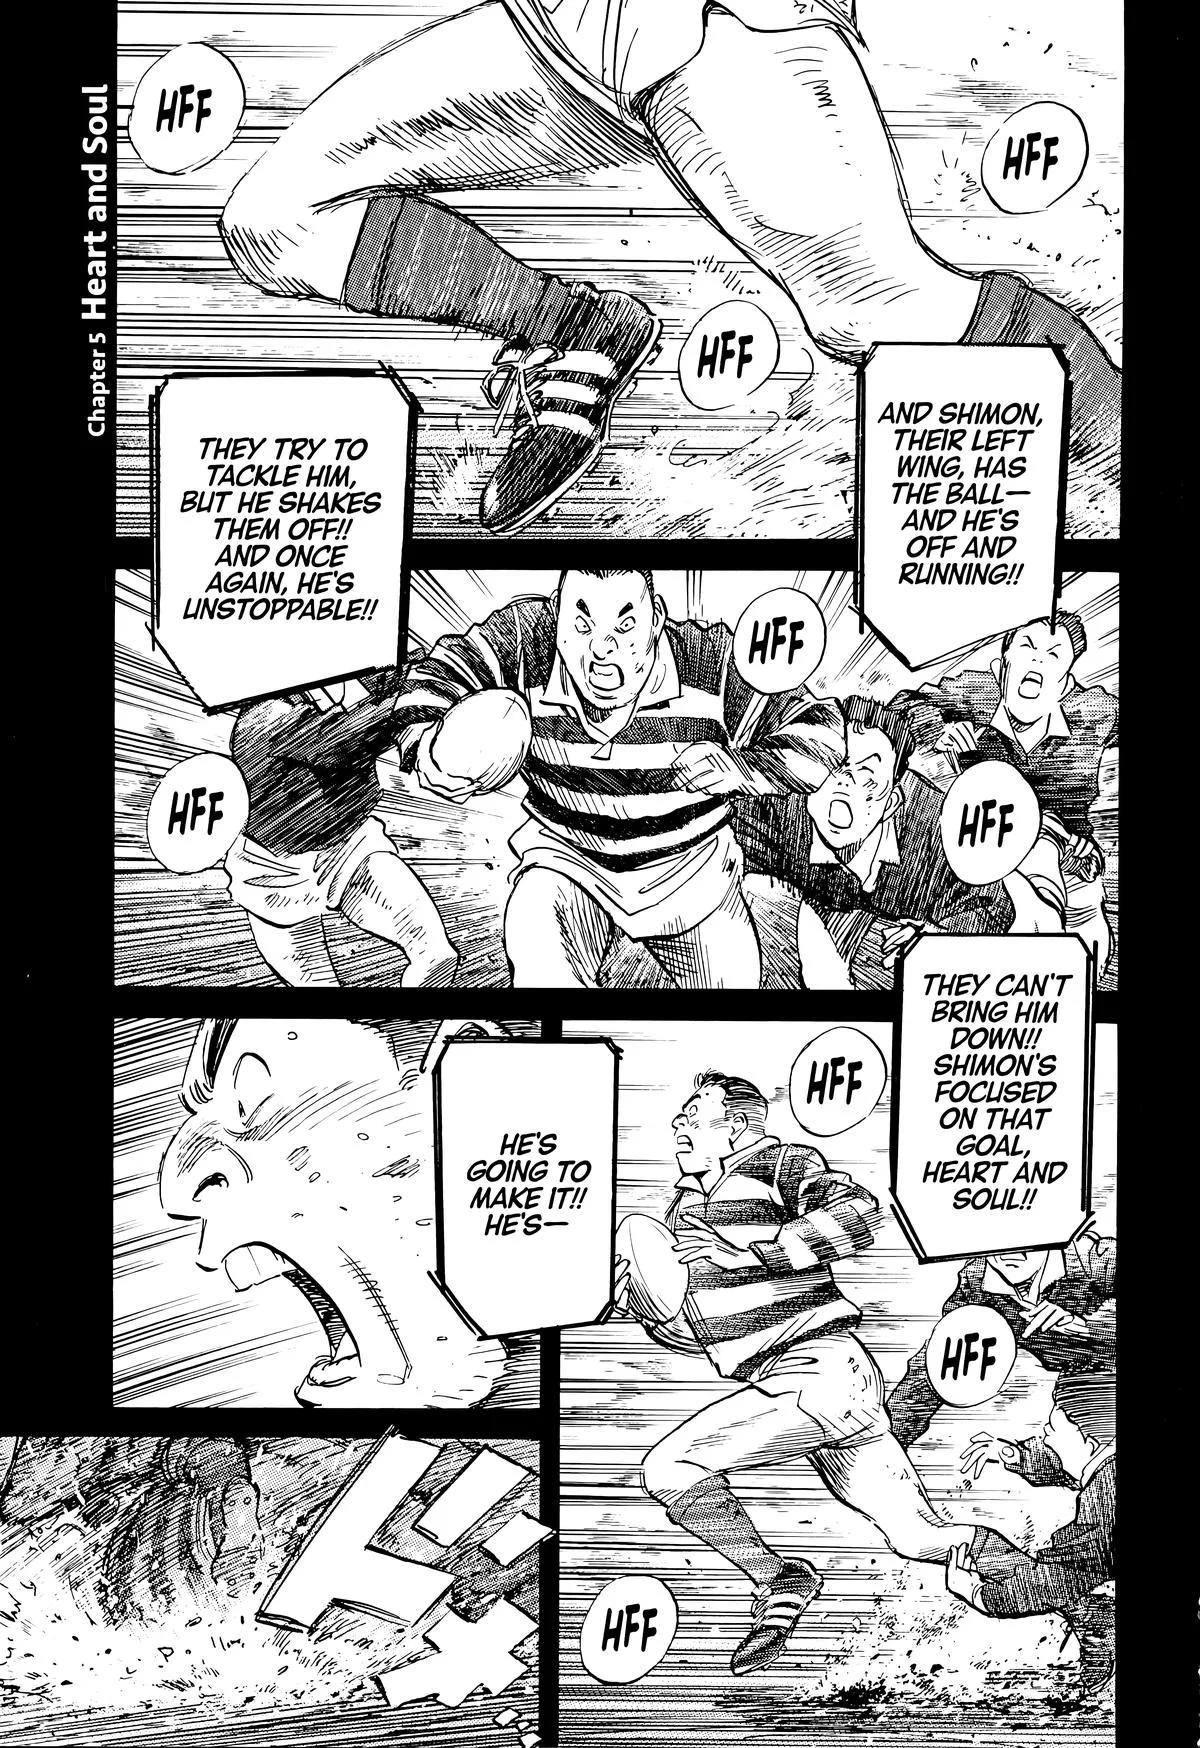 Chapter 5 Heart and Soul
HFF
HFF
HFF
AND SHIMON,
THEIR LEFT
WING, HAS
THE BALL—
AND HE'S
OFF AND
RUNNING!!
THEY TRY TO
TACKLE HIM,
BUT HE SHAKES
THEM OFF!!
AND ONCE
AGAIN, HE'S
UNSTOPPABLE!!
HFF
HFF
HFF
THEY CAN'T
BRING HIM
DOWN!!
SHIMON'S
FOCUSED
ON THAT
GOAL,
HEART AND
SOUL!!
HFF
HFF
HFF
HE'S
GOING TO
MAKE IT!!
HE'S—